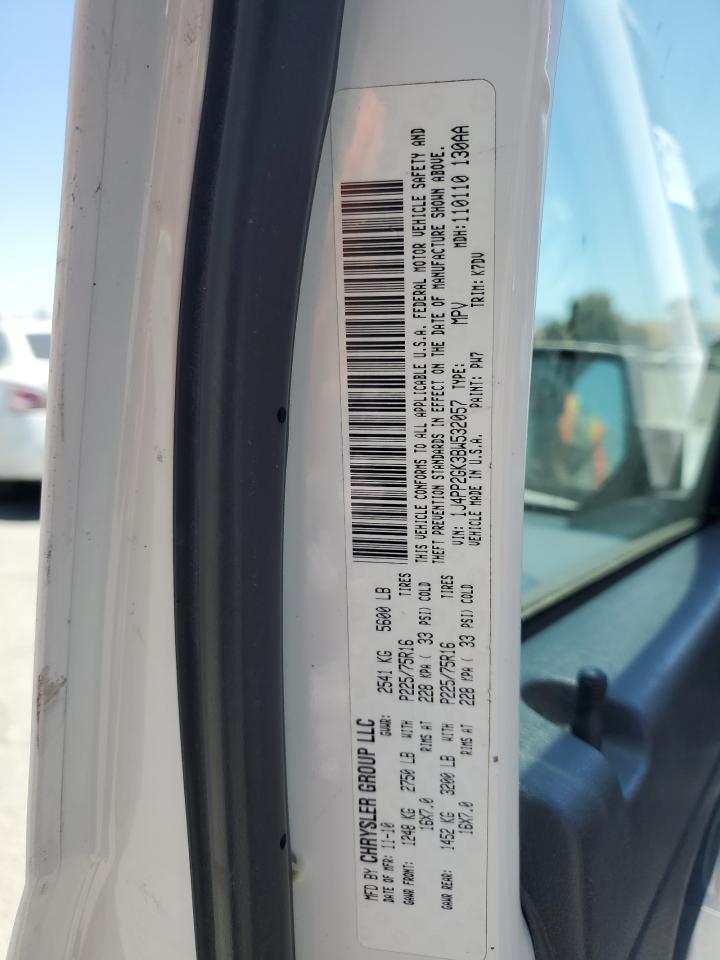 MFD BY CHRYSLER GROUP LLC
DATE OF MFR: 11-10 GVWR: 2541 KG 5600 LB
GAWR FRONT: 1248 KG 2750 LB WITH P225/75R16 TIRES
16X7.0 RIMS AT 228 KPA ( 33 PSI) COLD
GAWR REAR: 1452 KG 3200 LB WITH P225/75R16 TIRES
16X7.0 RIMS AT 228 KPA ( 33 PSI) COLD
THIS VEHICLE CONFORMS TO ALL APPLICABLE U.S.A. FEDERAL MOTOR VEHICLE SAFETY AND
THEFT PREVENTION STANDARDS IN EFFECT ON THE DATE OF MANUFACTURE SHOWN ABOVE.
VIN: 1J4PP2GK3BW532057 TYPE: MPV MDH: 110110 130AA
VEHICLE MADE IN U.S.A. PAINT: PW7 TRIM: K7DV